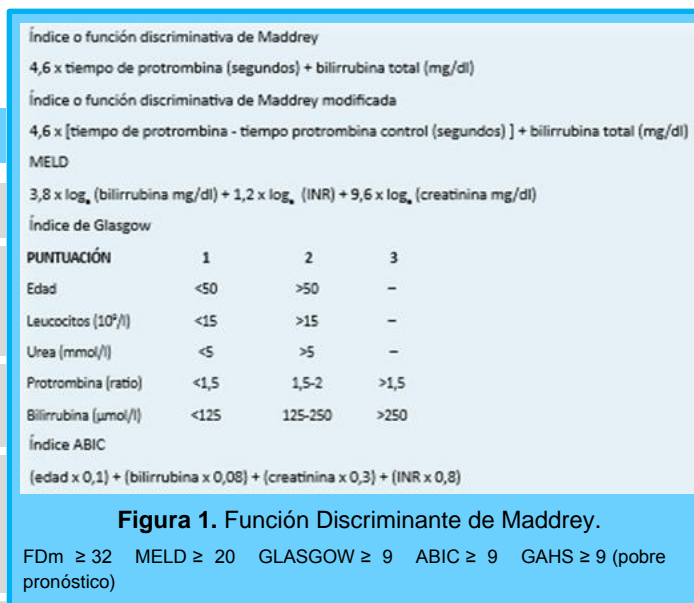 Índice o función discriminativa de Maddrey
4,6 x tiempo de protrombina (segundos) + bilirrubina total (mg/dl)
Índice o función discriminativa de Maddrey modificada
4,6 x [tiempo de protrombina - tiempo protrombina control (segundos) ] + bilirrubina total (mg/dl)
MELD
3,8 x logₑ (bilirrubina mg/dl) + 1,2 x logₑ (INR) + 9,6 x logₑ (creatinina mg/dl)
Índice de Glasgow
PUNTUACIÓN 1 2 3
Edad <50 >50 –
Leucocitos (10⁹/l) <15 >15 –
Urea (mmol/l) <5 >5 –
Protrombina (ratio) <1,5 1,5-2 >1,5
Bilirrubina (µmol/l) <125 125-250 >250
Índice ABIC
(edad x 0,1) + (bilirrubina x 0,08) + (creatinina x 0,3) + (INR x 0,8)
Figura 1. Función Discriminante de Maddrey.
FDm ≥ 32 MELD ≥ 20 GLASGOW ≥ 9 ABIC ≥ 9 GAHS ≥ 9 (pobre
pronóstico)